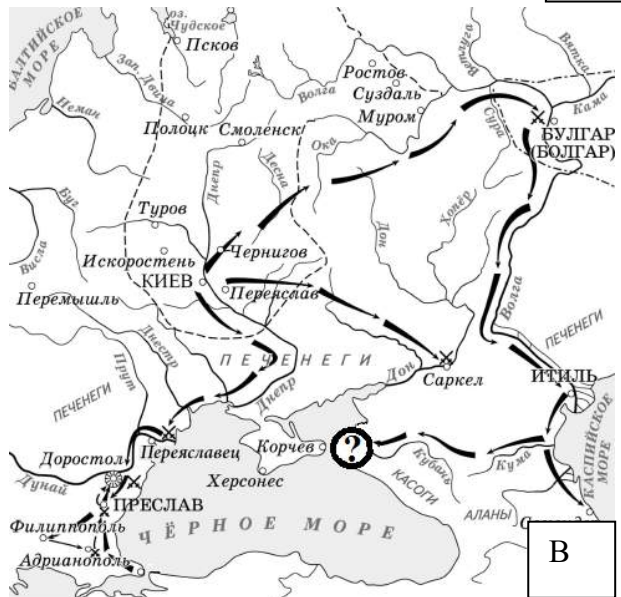 оз.
Чудское
Псков
БАЛТИЙСКОЕ
МОРЕ
Зап. Двина
Неман
Полоцк
Смоленск
Волга
Ростов
Суздаль
Муром
Ветлуга
Вятка
Кама
Сура
БУЛГАР
(БОЛГАР)
Ока
Днепр
Десна
Дон
Хопёр
Буг
Висла
Туров
Искоростень
Чернигов
КИЕВ
Переяслав
Перемышль
Волга
Днестр
Прут
ПЕЧЕНЕГИ
Днепр
Дон
Саркел
ПЕЧЕНЕГИ
ИТИЛЬ
ПЕЧЕНЕГИ
Переяславец
Корчев
?
Кубань
Кума
КАСПИЙСКОЕ
МОРЕ
Доростол
Дунай
Херсонес
КАСОГИ
АЛАНЫ
ПРЕСЛАВ
Филиппополь
ЧЁРНОЕ МОРЕ
Адрианополь
В